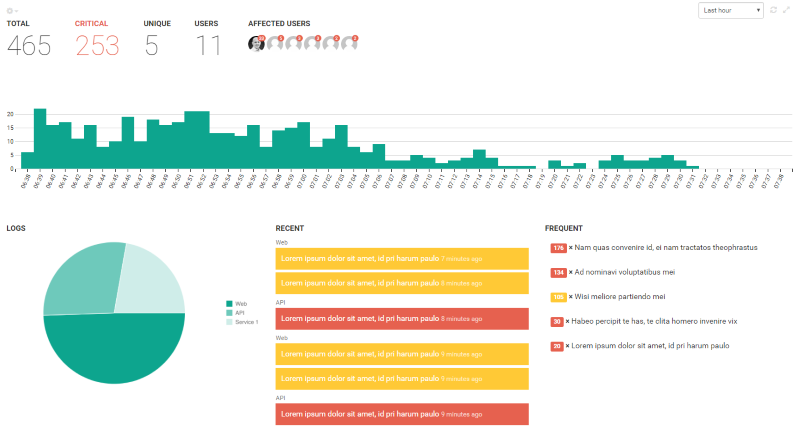 Last hour
TOTAL
465
CRITICAL
253
UNIQUE
5
USERS
11
AFFECTED USERS
20
15
10
5
0
06:38 06:39 06:40 06:41 06:42 06:43 06:44 06:45 06:46 06:47 06:48 06:49 06:50 06:51 06:52 06:53 06:54 06:55 06:56 06:57 06:58 06:59 07:00 07:01 07:02 07:03 07:04 07:05 07:06 07:07 07:08 07:09 07:10 07:11 07:12 07:13 07:14 07:15 07:16 07:17 07:18 07:19 07:20 07:21 07:22 07:23 07:24 07:25 07:26 07:27 07:28 07:29 07:30 07:31 07:32 07:33 07:34 07:35 07:36 07:37 07:38
LOGS
Web
API
Service 1
RECENT
Web
Lorem ipsum dolor sit amet, id pri harum paulo 7 minutes ago
Lorem ipsum dolor sit amet, id pri harum paulo 8 minutes ago
API
Lorem ipsum dolor sit amet, id pri harum paulo 8 minutes ago
Web
Lorem ipsum dolor sit amet, id pri harum paulo 9 minutes ago
Lorem ipsum dolor sit amet, id pri harum paulo 9 minutes ago
API
Lorem ipsum dolor sit amet, id pri harum paulo 9 minutes ago
FREQUENT
176 × Nam quas convenire id, ei nam tractatos theophrastus
134 × Ad nominavi voluptatibus mei
× Wisi meliore partiendo mei
30 × Habeo percipit te has, te clita homero invenire vix
20 × Lorem ipsum dolor sit amet, id pri harum paulo